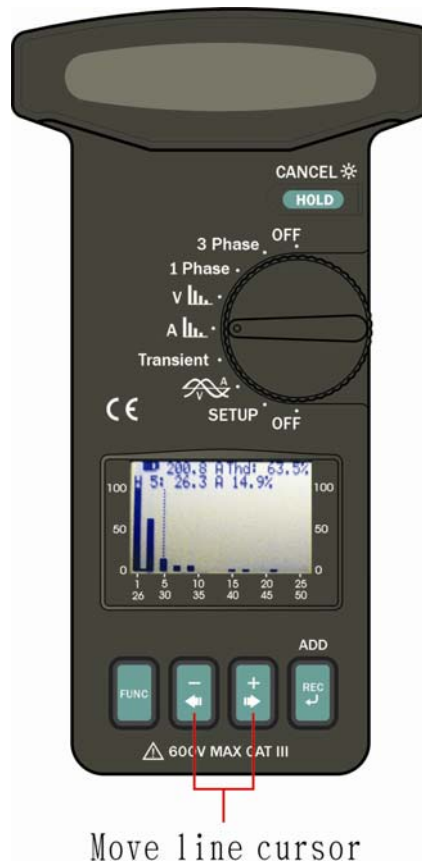 CANCEL
HOLD
OFF
3 Phase
1 Phase
V
A
Transient
V A
SETUP
OFF
CE
200.8 A Thd: 63.5%
H 5: 26.3 A 14.9%
100 100
50 50
0 0
1 5 10 15 20 25
26 30 35 40 45 50
ADD
FUNC
− +
REC
⚠ 600V MAX CAT III
Move line cursor